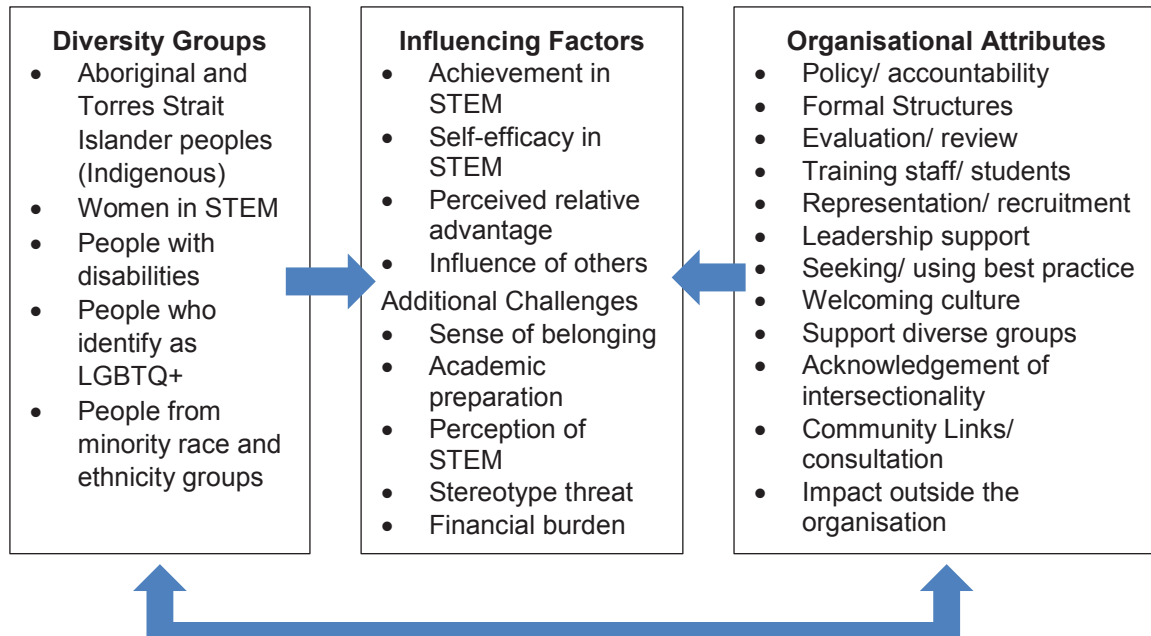 Diversity Groups
• Aboriginal and
Torres Strait
Islander peoples
(Indigenous)
• Women in STEM
• People with
disabilities
• People who
identify as
LGBTQ+
• People from
minority race and
ethnicity groups
Influencing Factors
• Achievement in
STEM
• Self-efficacy in
STEM
• Perceived relative
advantage
• Influence of others
Additional Challenges
• Sense of belonging
• Academic
preparation
• Perception of
STEM
• Stereotype threat
• Financial burden
Organisational Attributes
• Policy/ accountability
• Formal Structures
• Evaluation/ review
• Training staff/ students
• Representation/ recruitment
• Leadership support
• Seeking/ using best practice
• Welcoming culture
• Support diverse groups
• Acknowledgement of
intersectionality
• Community Links/
consultation
• Impact outside the
organisation